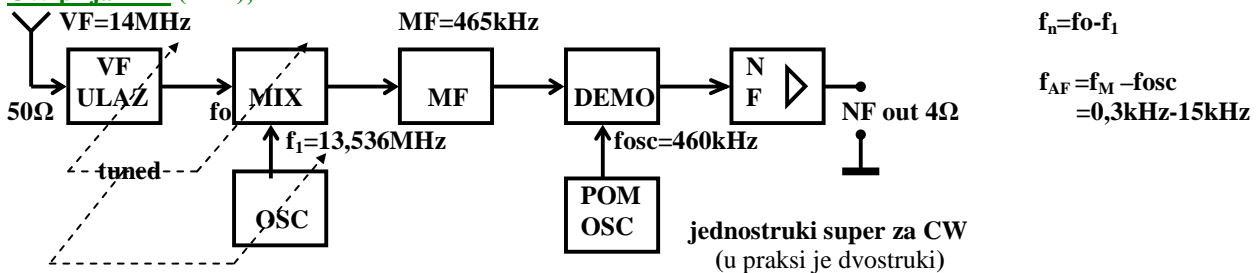 VF=14MHz
MF=465kHz
fn=fo-f1
VF
ULAZ
MIX
MF
DEMO
N
F
50Ω
fo
NF out 4Ω
fAF =fM –fosc
=0,3kHz-15kHz
f1=13,536MHz
fosc=460kHz
tuned
OSC
POM
OSC
jednostruki super za CW
(u praksi je dvostruki)